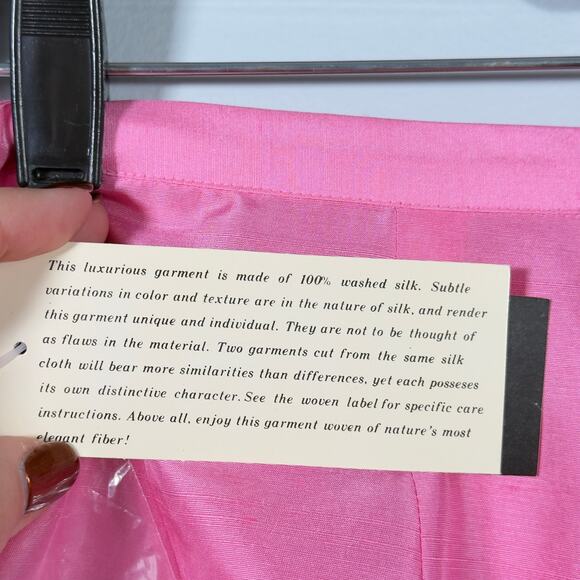 This luxurious garment is made of 100% washed silk. Subtle
variations in color and texture are in the nature of silk, and render
this garment unique and individual. They are not to be thought of
as flaws in the material. Two garments cut from the same silk
cloth will bear more similarities than differences, yet each posseses
its own distinctive character. See the woven label for specific care
instructions. Above all, enjoy this garment woven of nature's most
elegant fiber!